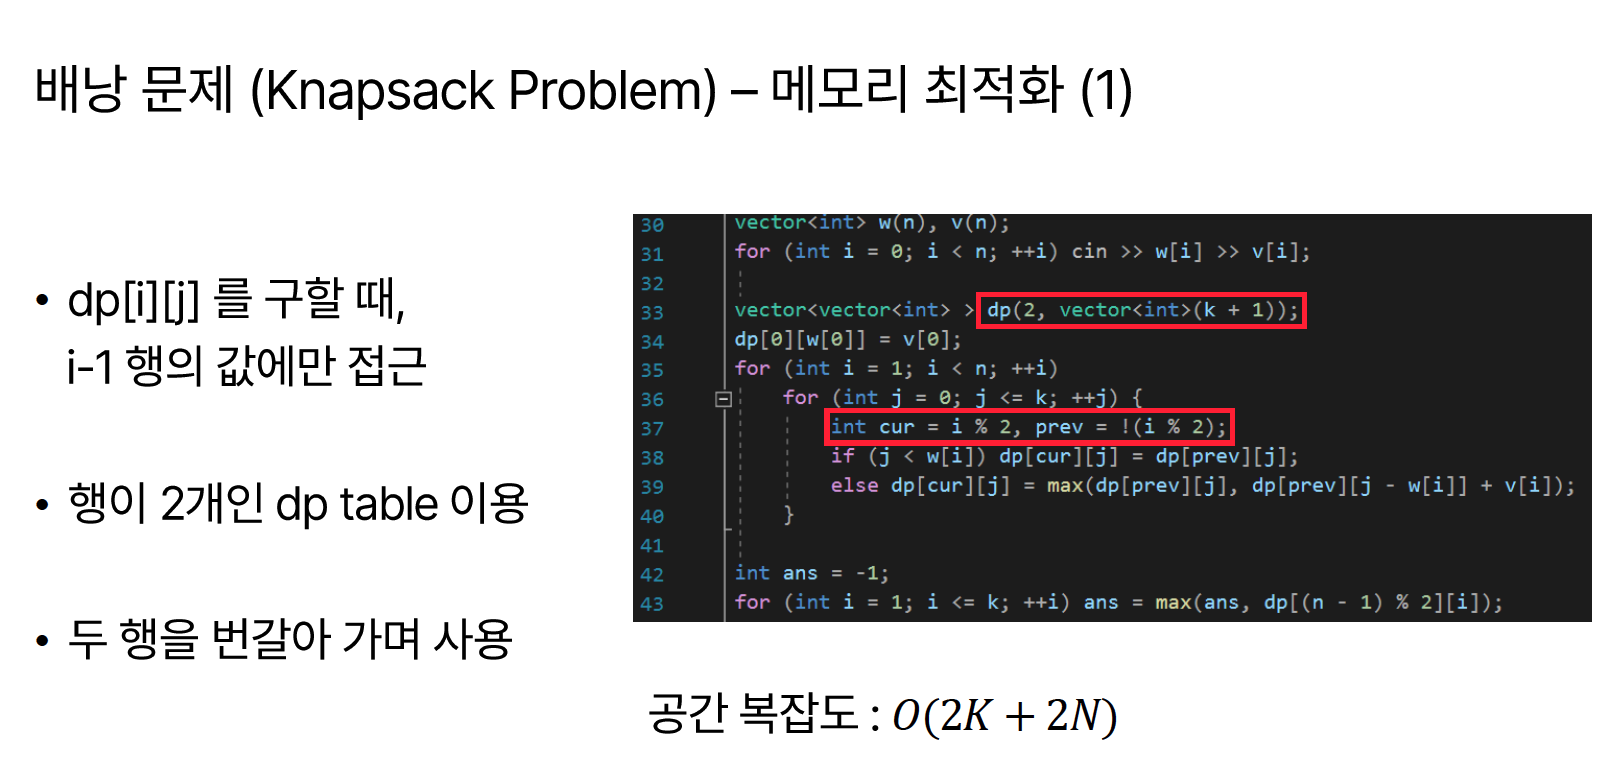 배낭 문제 (Knapsack Problem) – 메모리 최적화 (1)
• dp[i][j] 를 구할 때,
i-1 행의 값에만 접근
• 행이 2개인 dp table 이용
• 두 행을 번갈아 가며 사용
30 vector<int> w(n), v(n);
31 for (int i = 0; i < n; ++i) cin >> w[i] >> v[i];
32
33 vector<vector<int> > dp(2, vector<int>(k + 1));
34 dp[0][w[0]] = v[0];
35 for (int i = 1; i < n; ++i)
36 for (int j = 0; j <= k; ++j) {
37 int cur = i % 2, prev = !(i % 2);
38 if (j < w[i]) dp[cur][j] = dp[prev][j];
39 else dp[cur][j] = max(dp[prev][j], dp[prev][j - w[i]] + v[i]);
40 }
41
42 int ans = -1;
43 for (int i = 1; i <= k; ++i) ans = max(ans, dp[(n - 1) % 2][i]);
공간 복잡도 : O(2K + 2N)